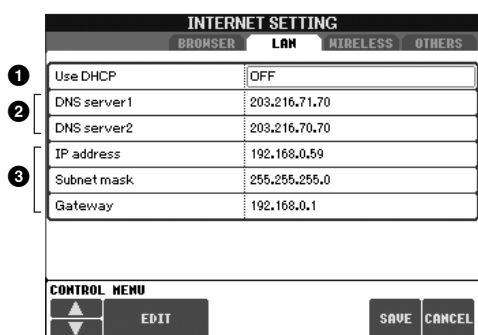 INTERNET SETTING
BROWSER LAN WIRELESS OTHERS
1 Use DHCP OFF
2 DNS server1 203.216.71.70
DNS server2 203.216.70.70
3 IP address 192.168.0.59
Subnet mask 255.255.255.0
Gateway 192.168.0.1
CONTROL MENU
EDIT SAVE CANCEL